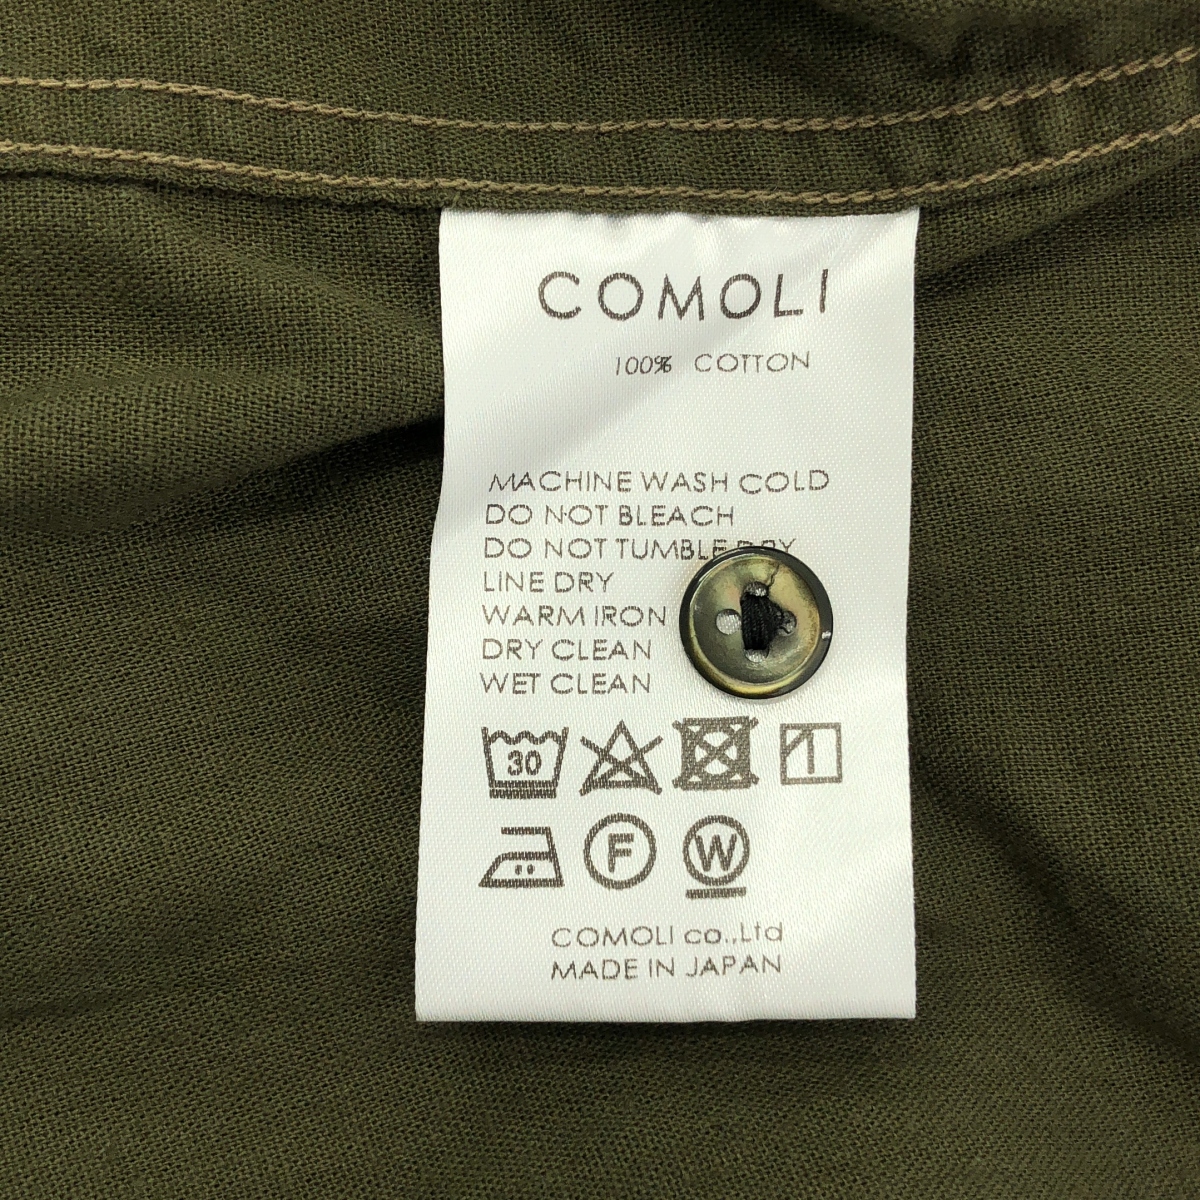 COMOLI
100% COTTON
MACHINE WASH COLD
DO NOT BLEACH
DO NOT TUMBLE DRY
LINE DRY
WARM IRON
DRY CLEAN
WET CLEAN
30
F W
COMOLI co.,Ltd
MADE IN JAPAN